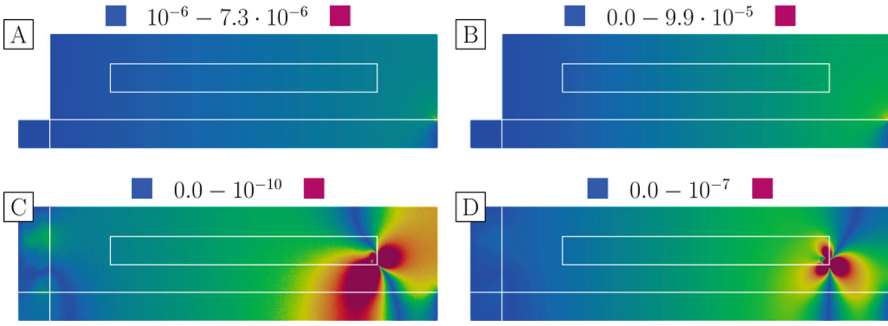 A
10⁻⁶ – 7.3 · 10⁻⁶
B
0.0 – 9.9 · 10⁻⁵
C
0.0 – 10⁻¹⁰
D
0.0 – 10⁻⁷